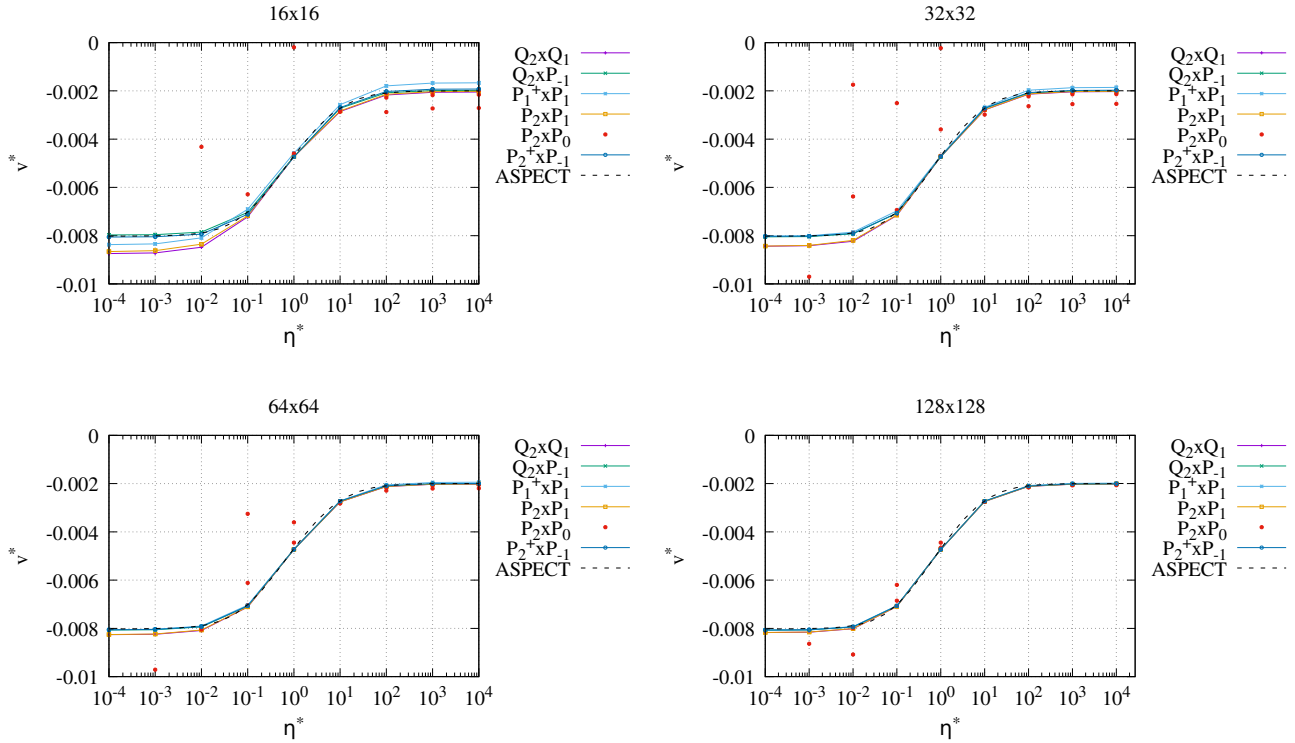 16x16
0
-0.002
-0.004
-0.006
-0.008
-0.01
v*
10^-4 10^-3 10^-2 10^-1 10^0 10^1 10^2 10^3 10^4
η*
Q2xQ1
Q2xP-1
P1+xP1
P2xP1
P2xP0
P2+xP-1
ASPECT
32x32
0
-0.002
-0.004
-0.006
-0.008
-0.01
v*
10^-4 10^-3 10^-2 10^-1 10^0 10^1 10^2 10^3 10^4
η*
Q2xQ1
Q2xP-1
P1+xP1
P2xP1
P2xP0
P2+xP-1
ASPECT
64x64
0
-0.002
-0.004
-0.006
-0.008
-0.01
v*
10^-4 10^-3 10^-2 10^-1 10^0 10^1 10^2 10^3 10^4
η*
Q2xQ1
Q2xP-1
P1+xP1
P2xP1
P2xP0
P2+xP-1
ASPECT
128x128
0
-0.002
-0.004
-0.006
-0.008
-0.01
v*
10^-4 10^-3 10^-2 10^-1 10^0 10^1 10^2 10^3 10^4
η*
Q2xQ1
Q2xP-1
P1+xP1
P2xP1
P2xP0
P2+xP-1
ASPECT